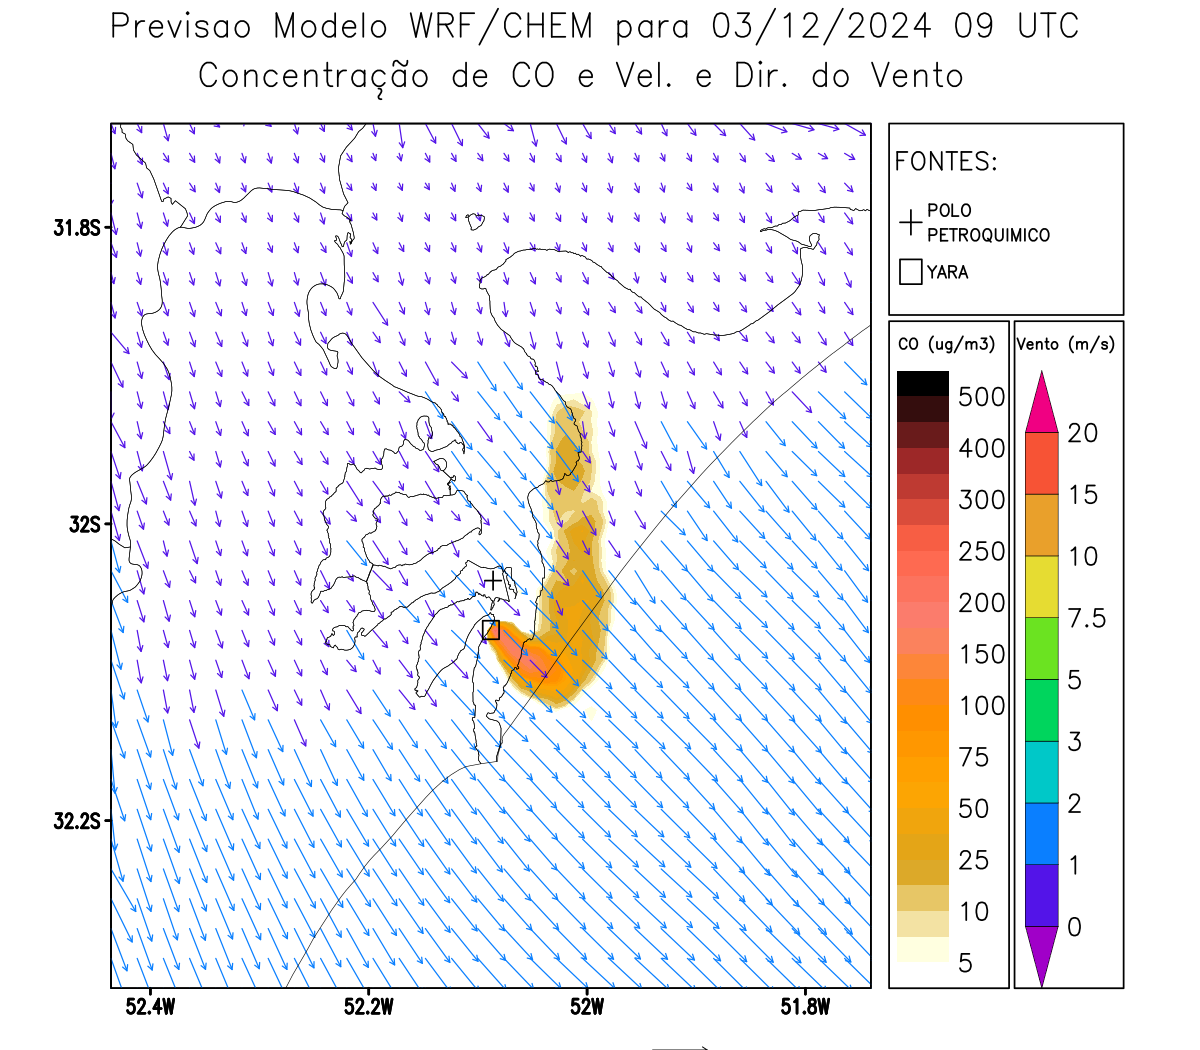 Previsao Modelo WRF/CHEM para 03/12/2024 09 UTC
Concentração de CO e Vel. e Dir. do Vento
FONTES:
POLO
PETROQUIMICO
YARA
CO (ug/m3)
500
400
300
250
200
150
100
75
50
25
10
5
Vento (m/s)
20
15
10
7.5
5
3
2
1
0
31.8S
32S
32.2S
52.4W
52.2W
52W
51.8W